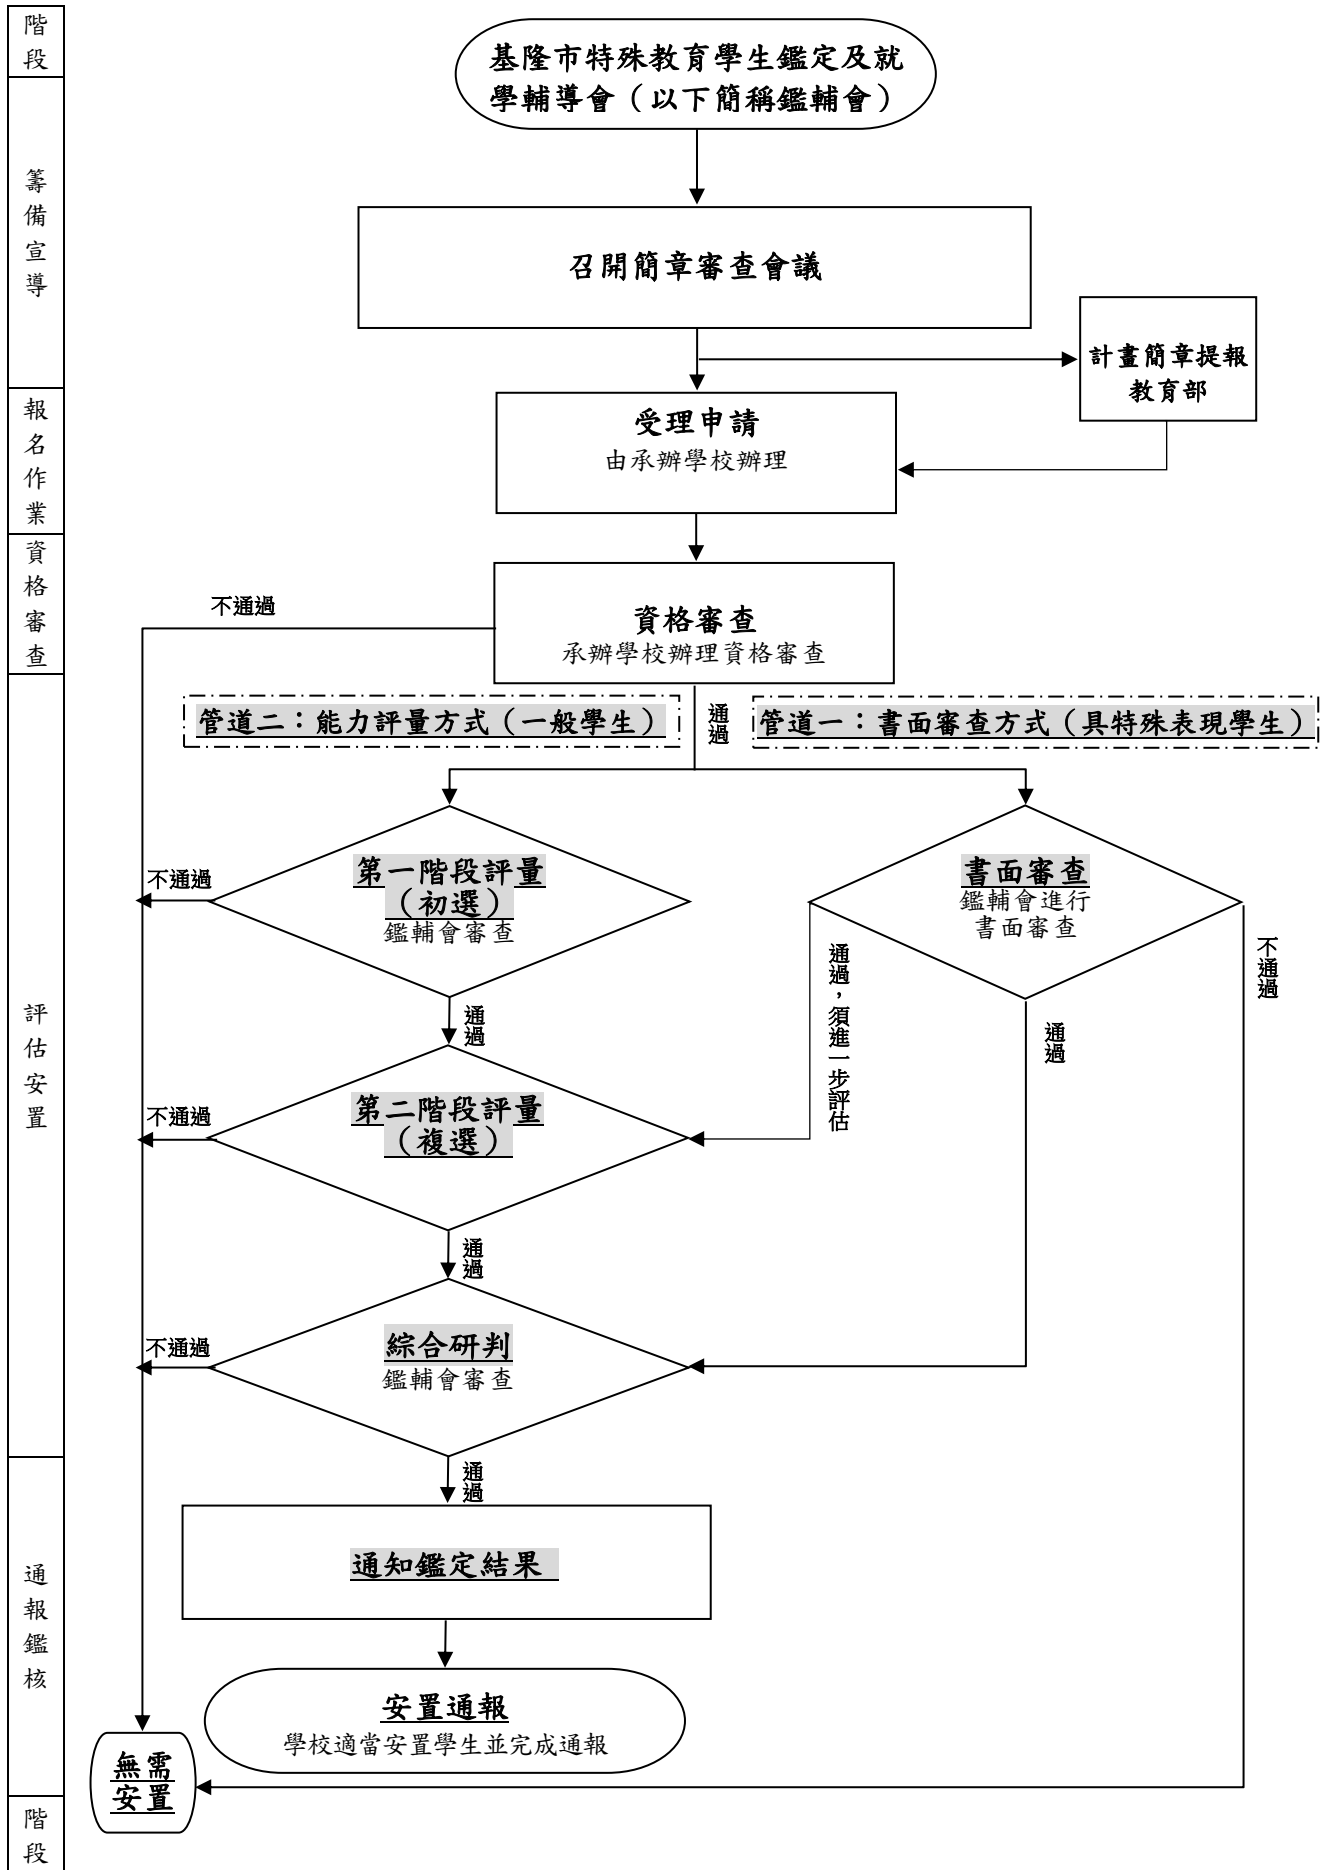 階段
基隆市特殊教育學生鑑定及就
學輔導會（以下簡稱鑑輔會）
籌備宣導
召開簡章審查會議
計畫簡章提報
教育部
報名作業
受理申請
由承辦學校辦理
資格審查
不通過
資格審查
承辦學校辦理資格審查
管道二：能力評量方式（一般學生）
通過
管道一：書面審查方式（具特殊表現學生）
評估安置
不通過
第一階段評量
（初選）
鑑輔會審查
書面審查
鑑輔會進行
書面審查
通過，須進一步評估
不通過
通過
通過
不通過
第二階段評量
（複選）
通過
不通過
綜合研判
鑑輔會審查
通過
通報鑑核
通知鑑定結果
安置通報
學校適當安置學生並完成通報
無需
安置
階段